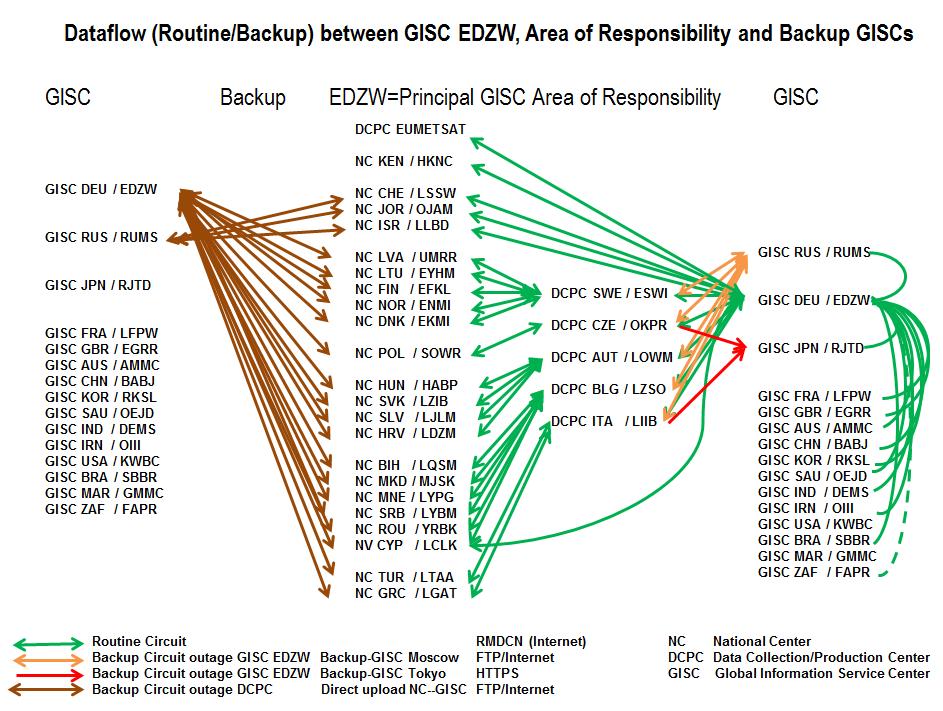 Dataflow (Routine/Backup) between GISC EDZW, Area of Responsibility and Backup GISCs
GISC Backup EDZW=Principal GISC Area of Responsibility GISC
GISC DEU / EDZW
GISC RUS / RUMS
GISC JPN / RJTD
GISC FRA / LFPW
GISC GBR / EGRR
GISC AUS / AMMC
GISC CHN / BABJ
GISC KOR / RKSL
GISC SAU / OEJD
GISC IND / DEMS
GISC IRN / OIII
GISC USA / KWBC
GISC BRA / SBBR
GISC MAR / GMMC
GISC ZAF / FAPR
DCPC EUMETSAT
NC KEN / HKNC
NC CHE / LSSW
NC JOR / OJAM
NC ISR / LLBD
NC LVA / UMRR
NC LTU / EYHM
NC FIN / EFKL
NC NOR / ENMI
NC DNK / EKMI
NC POL / SOWR
NC HUN / HABP
NC SVK / LZIB
NC SLV / LJLM
NC HRV / LDZM
NC BIH / LQSM
NC MKD / MJSK
NC MNE / LYPG
NC SRB / LYBM
NC ROU / YRBK
NV CYP / LCLK
NC TUR / LTAA
NC GRC / LGAT
DCPC SWE / ESWI
DCPC CZE / OKPR
DCPC AUT / LOWM
DCPC BLG / LZSO
DCPC ITA / LIIB
GISC RUS / RUMS
GISC DEU / EDZW
GISC JPN / RJTD
GISC FRA / LFPW
GISC GBR / EGRR
GISC AUS / AMMC
GISC CHN / BABJ
GISC KOR / RKSL
GISC SAU / OEJD
GISC IND / DEMS
GISC IRN / OIII
GISC USA / KWBC
GISC BRA / SBBR
GISC MAR / GMMC
GISC ZAF / FAPR
Routine Circuit RMDCN (Internet) NC National Center
Backup Circuit outage GISC EDZW Backup-GISC Moscow FTP/Internet DCPC Data Collection/Production Center
Backup Circuit outage GISC EDZW Backup-GISC Tokyo HTTPS GISC Global Information Service Center
Backup Circuit outage DCPC Direct upload NC--GISC FTP/Internet